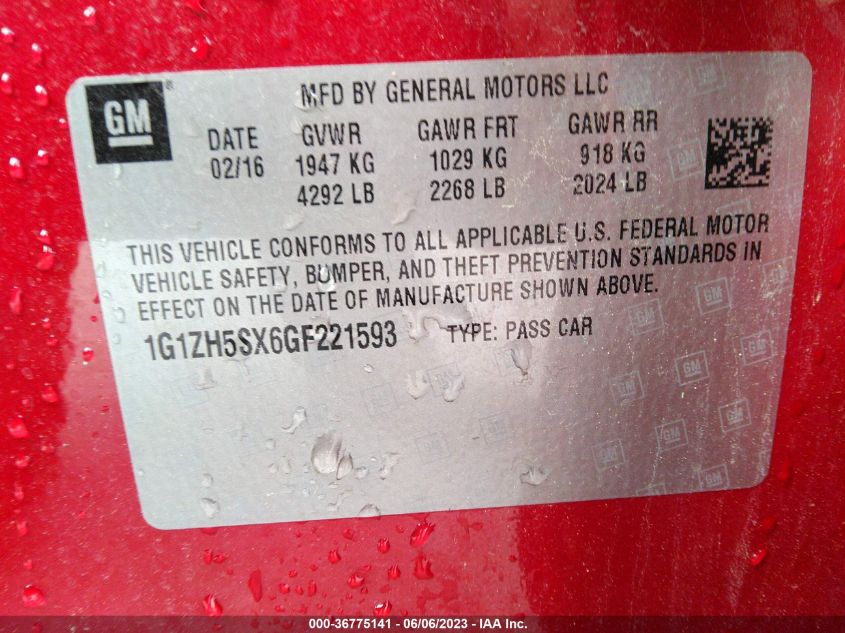 GM
MFD BY GENERAL MOTORS LLC
DATE GVWR GAWR FRT GAWR RR
02/16 1947 KG 1029 KG 918 KG
4292 LB 2268 LB 2024 LB
THIS VEHICLE CONFORMS TO ALL APPLICABLE U.S. FEDERAL MOTOR
VEHICLE SAFETY, BUMPER, AND THEFT PREVENTION STANDARDS IN
EFFECT ON THE DATE OF MANUFACTURE SHOWN ABOVE.
1G1ZH5SX6GF221593 TYPE: PASS CAR
000-36775141 - 06/06/2023 - IAA Inc.